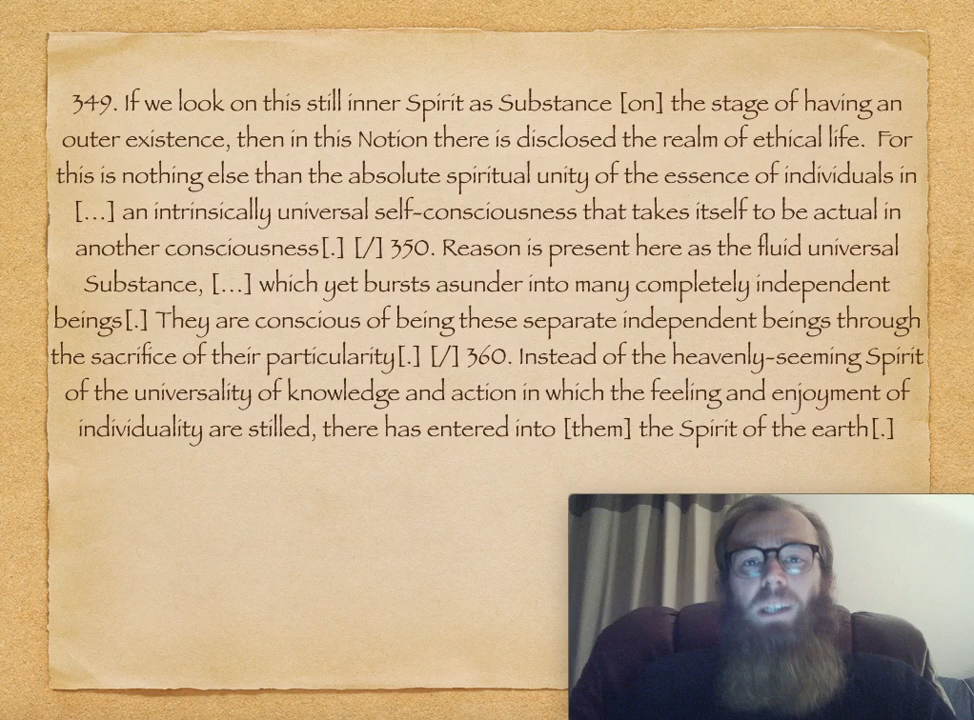 349. If we look on this still inner Spirit as Substance [on] the stage of having an
outer existence, then in this Notion there is disclosed the realm of ethical life.  For
this is nothing else than the absolute spiritual unity of the essence of individuals in
[…] an intrinsically universal self-consciousness that takes itself to be actual in
another consciousness[.] [/] 350. Reason is present here as the fluid universal
Substance, […] which yet bursts asunder into many completely independent
beings[.] They are conscious of being these separate independent beings through
the sacrifice of their particularity[.] [/] 360. Instead of the heavenly-seeming Spirit
of the universality of knowledge and action in which the feeling and enjoyment of
individuality are stilled, there has entered into [them] the Spirit of the earth[.]